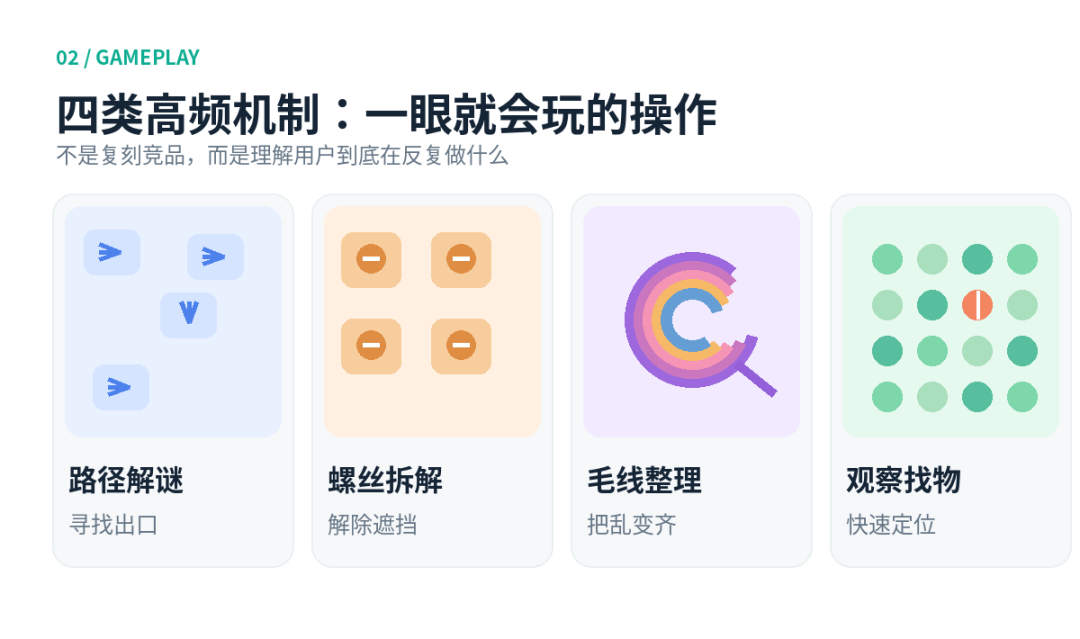 02 / GAMEPLAY
四类高频机制：一眼就会玩的操作
不是复刻竞品，而是理解用户到底在反复做什么
路径解谜
寻找出口
螺丝拆解
解除遮挡
毛线整理
把乱变齐
观察找物
快速定位